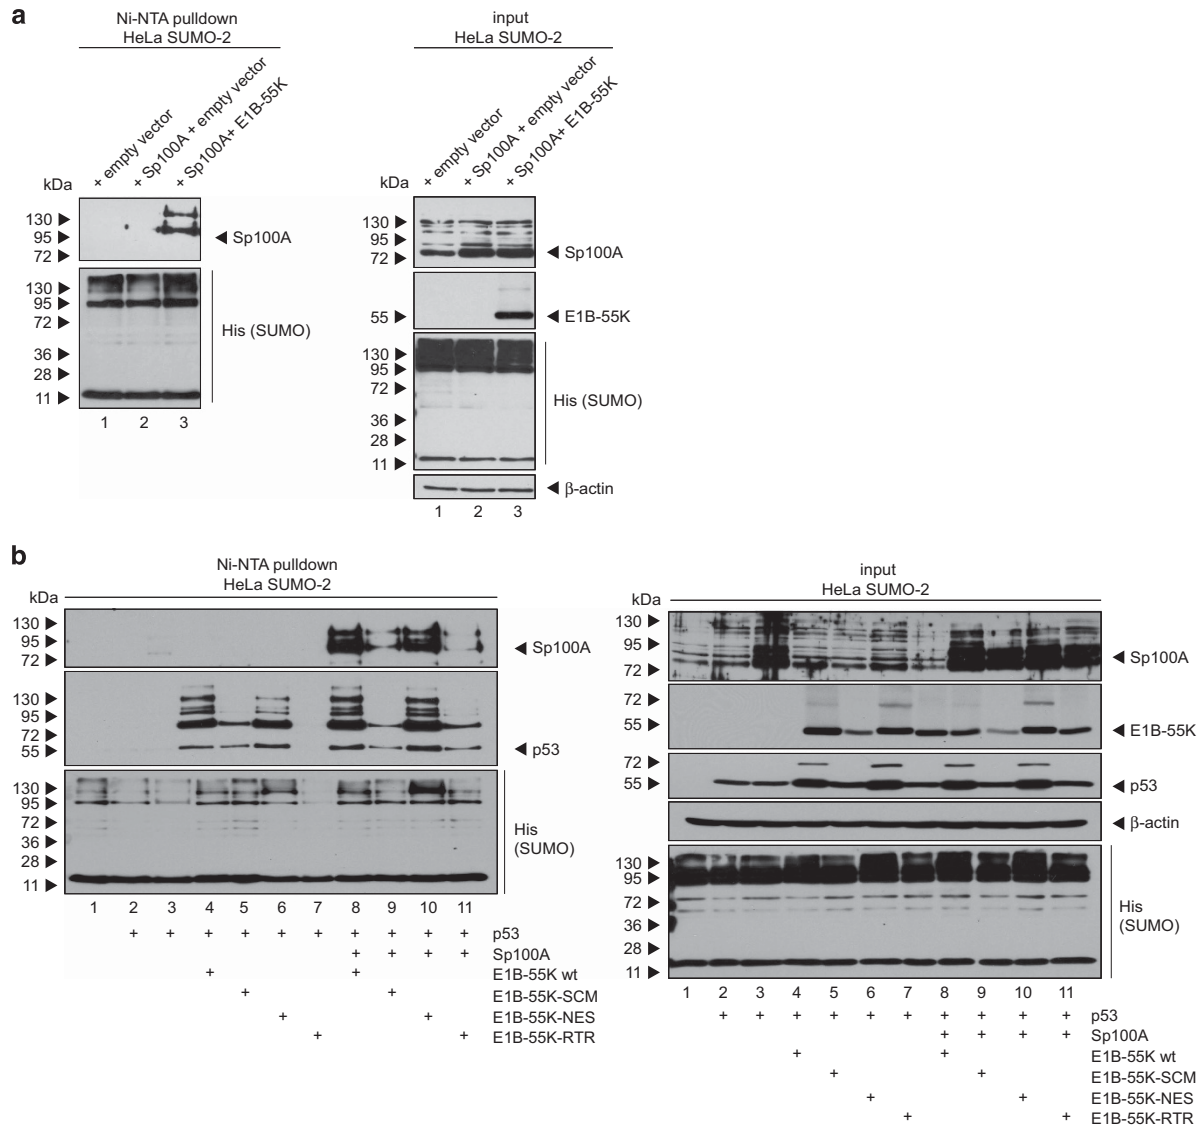 a
Ni-NTA pulldown
HeLa SUMO-2
+ empty vector
+ Sp100A + empty vector
+ Sp100A+ E1B-55K
kDa
130
95
72
Sp100A
130
95
72
36
28
11
His (SUMO)
1 2 3
input
HeLa SUMO-2
+ empty vector
+ Sp100A + empty vector
+ Sp100A+ E1B-55K
kDa
130
95
72
Sp100A
55
E1B-55K
130
95
72
36
28
11
His (SUMO)
β-actin
1 2 3
b
Ni-NTA pulldown
HeLa SUMO-2
kDa
130
95
72
Sp100A
130
95
72
55
p53
130
95
72
36
28
11
His
(SUMO)
1 2 3 4 5 6 7 8 9 10 11
+ + + + + + + + + + p53
+ + + + Sp100A
+ + E1B-55K wt
+ + E1B-55K-SCM
+ + E1B-55K-NES
+ + E1B-55K-RTR
input
HeLa SUMO-2
kDa
130
95
72
Sp100A
72
55
E1B-55K
72
55
p53
β-actin
130
95
72
36
28
11
His
(SUMO)
1 2 3 4 5 6 7 8 9 10 11
+ + + + + + + + + + p53
+ + + + Sp100A
+ + E1B-55K wt
+ + E1B-55K-SCM
+ + E1B-55K-NES
+ + E1B-55K-RTR